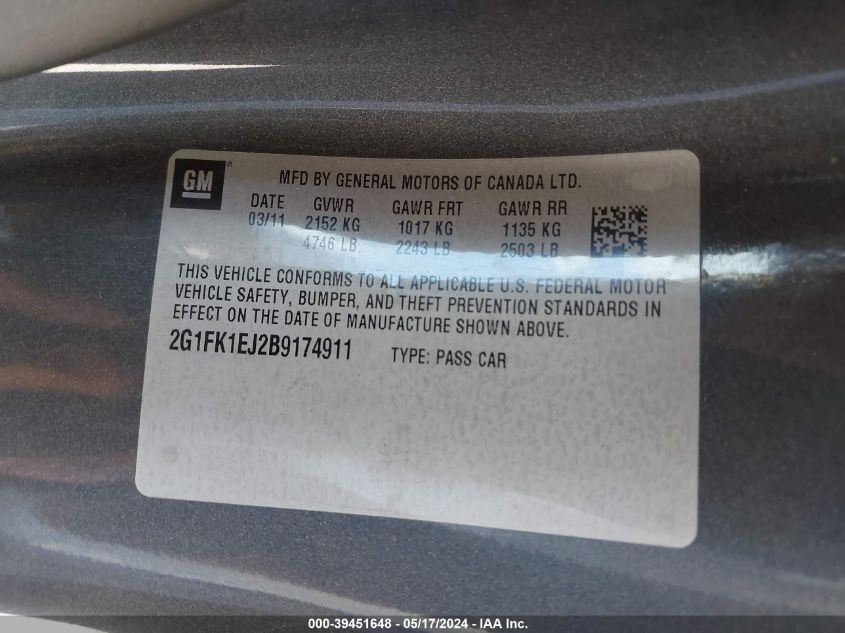 GM ®
MFD BY GENERAL MOTORS OF CANADA LTD.
DATE GVWR GAWR FRT GAWR RR
03/11 2152 KG 1017 KG 1135 KG
4746 LB 2243 LB 2503 LB
THIS VEHICLE CONFORMS TO ALL APPLICABLE U.S. FEDERAL MOTOR
VEHICLE SAFETY, BUMPER, AND THEFT PREVENTION STANDARDS IN
EFFECT ON THE DATE OF MANUFACTURE SHOWN ABOVE.
2G1FK1EJ2B9174911 TYPE: PASS CAR
000-39451648 - 05/17/2024 - IAA Inc.